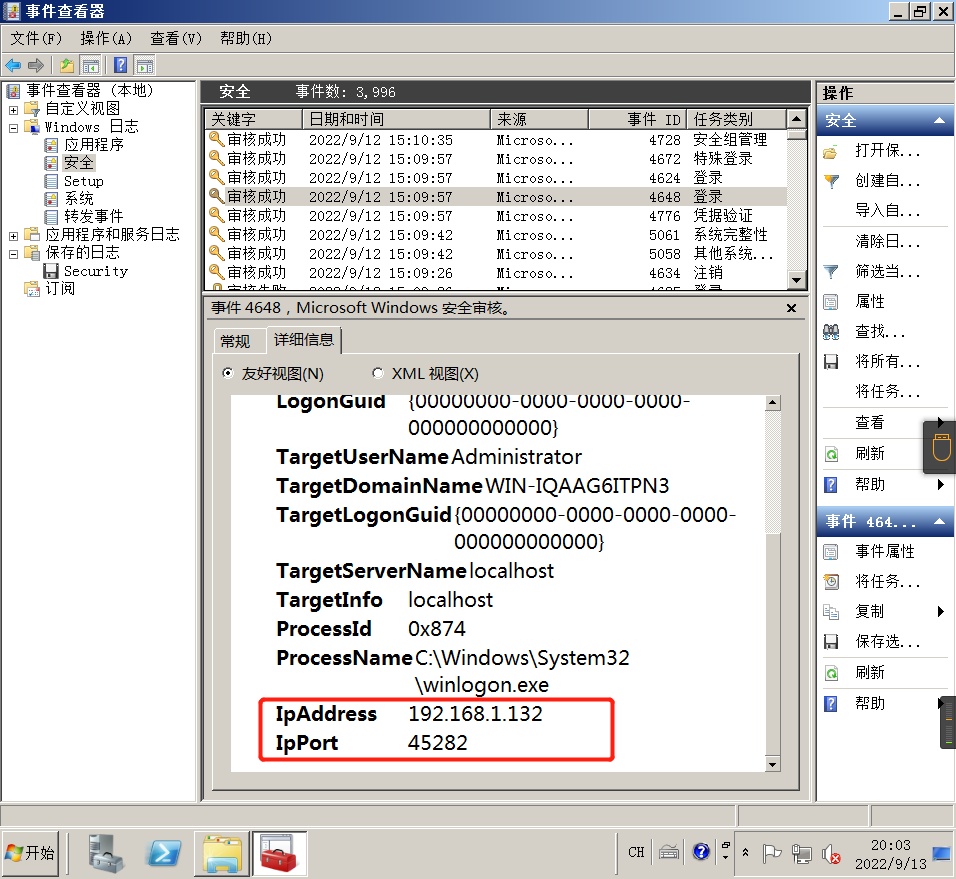 事件查看器
文件(F) 操作(A) 查看(V) 帮助(H)
事件查看器 (本地)
自定义视图
Windows 日志
应用程序
安全
Setup
系统
转发事件
应用程序和服务日志
保存的日志
Security
订阅
安全 事件数: 3,996
关键字 日期和时间 来源 事件 ID 任务类别
审核成功 2022/9/12 15:10:35 Microso... 4728 安全组管理
审核成功 2022/9/12 15:09:57 Microso... 4672 特殊登录
审核成功 2022/9/12 15:09:57 Microso... 4624 登录
审核成功 2022/9/12 15:09:57 Microso... 4648 登录
审核成功 2022/9/12 15:09:57 Microso... 4776 凭据验证
审核成功 2022/9/12 15:09:42 Microso... 5061 系统完整性
审核成功 2022/9/12 15:09:42 Microso... 5058 其他系统...
审核成功 2022/9/12 15:09:26 Microso... 4634 注销
事件 4648，Microsoft Windows 安全审核。
常规 详细信息
友好视图(N) XML 视图(X)
LogonGuid {00000000-0000-0000-0000-
000000000000}
TargetUserName Administrator
TargetDomainName WIN-IQAAG6ITPN3
TargetLogonGuid {00000000-0000-0000-0000-
000000000000}
TargetServerName localhost
TargetInfo localhost
ProcessId 0x874
ProcessName C:\Windows\System32
\winlogon.exe
IpAddress 192.168.1.132
IpPort 45282
操作
安全
打开保...
创建自...
导入自...
清除日...
筛选当...
属性
查找...
将所有...
将任务...
查看
刷新
帮助
事件 464...
事件属性
将任务...
复制
保存选...
刷新
帮助
开始
CH
20:03
2022/9/13